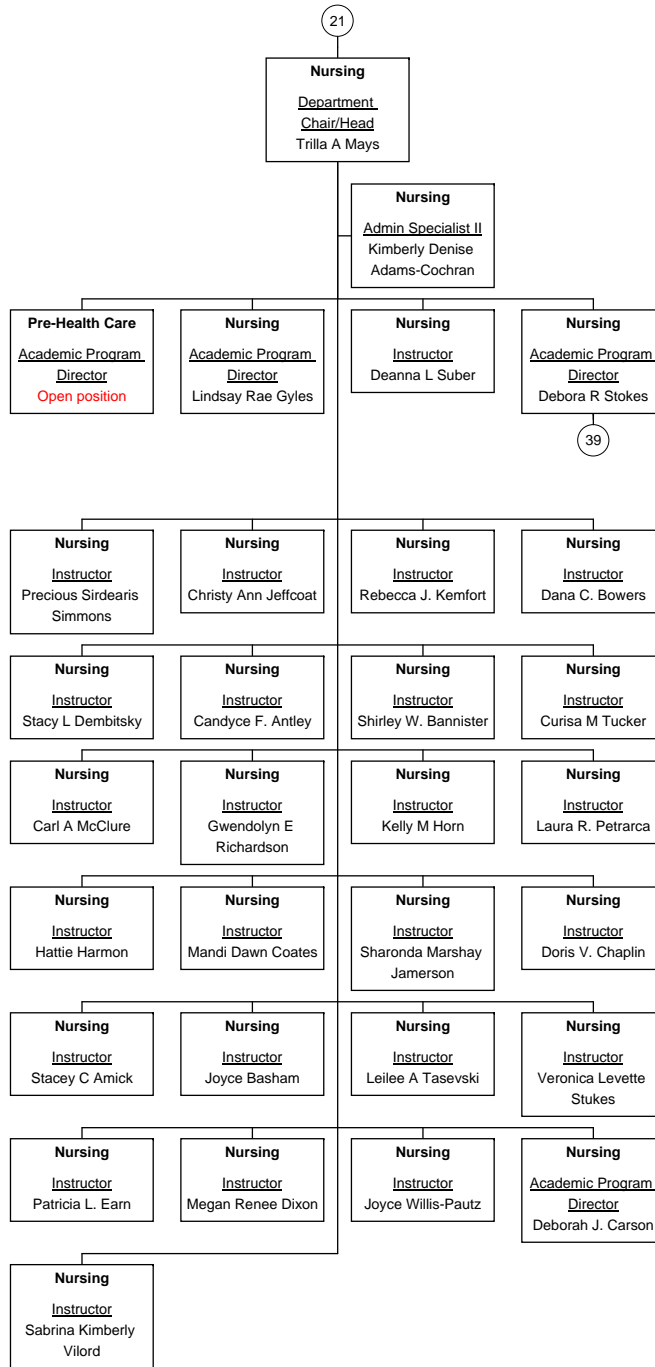 21
Nursing
Department
Chair/Head
Trilla A Mays
Nursing
Admin Specialist II
Kimberly Denise
Adams-Cochran
Pre-Health Care
Academic Program
Director
Open position
Nursing
Academic Program
Director
Lindsay Rae Gyles
Nursing
Instructor
Deanna L Suber
Nursing
Academic Program
Director
Debora R Stokes
39
Nursing
Instructor
Precious Sirdearis
Simmons
Nursing
Instructor
Christy Ann Jeffcoat
Nursing
Instructor
Rebecca J. Kemfort
Nursing
Instructor
Dana C. Bowers
Nursing
Instructor
Stacy L Dembitsky
Nursing
Instructor
Candyce F. Antley
Nursing
Instructor
Shirley W. Bannister
Nursing
Instructor
Curisa M Tucker
Nursing
Instructor
Carl A McClure
Nursing
Instructor
Gwendolyn E
Richardson
Nursing
Instructor
Kelly M Horn
Nursing
Instructor
Laura R. Petrarca
Nursing
Instructor
Hattie Harmon
Nursing
Instructor
Mandi Dawn Coates
Nursing
Instructor
Sharonda Marshay
Jamerson
Nursing
Instructor
Doris V. Chaplin
Nursing
Instructor
Stacey C Amick
Nursing
Instructor
Joyce Basham
Nursing
Instructor
Leilee A Tasevski
Nursing
Instructor
Veronica Levette
Stukes
Nursing
Instructor
Patricia L. Earn
Nursing
Instructor
Megan Renee Dixon
Nursing
Instructor
Joyce Willis-Pautz
Nursing
Academic Program
Director
Deborah J. Carson
Nursing
Instructor
Sabrina Kimberly
Vilord